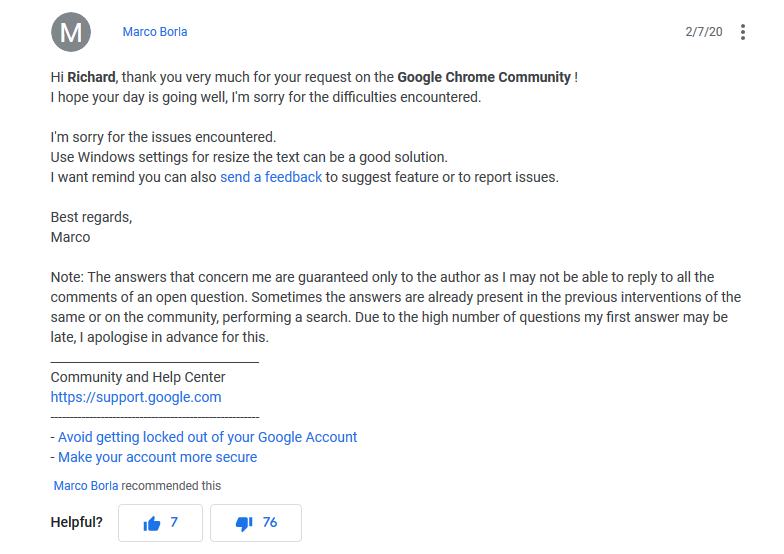 M
Marco Borla
2/7/20
Hi Richard, thank you very much for your request on the Google Chrome Community !
I hope your day is going well, I'm sorry for the difficulties encountered.
I'm sorry for the issues encountered.
Use Windows settings for resize the text can be a good solution.
I want remind you can also send a feedback to suggest feature or to report issues.
Best regards,
Marco
Note: The answers that concern me are guaranteed only to the author as I may not be able to reply to all the
comments of an open question. Sometimes the answers are already present in the previous interventions of the
same or on the community, performing a search. Due to the high number of questions my first answer may be
late, I apologise in advance for this.
Community and Help Center
https://support.google.com
- Avoid getting locked out of your Google Account
- Make your account more secure
Marco Borla recommended this
Helpful? 7 76